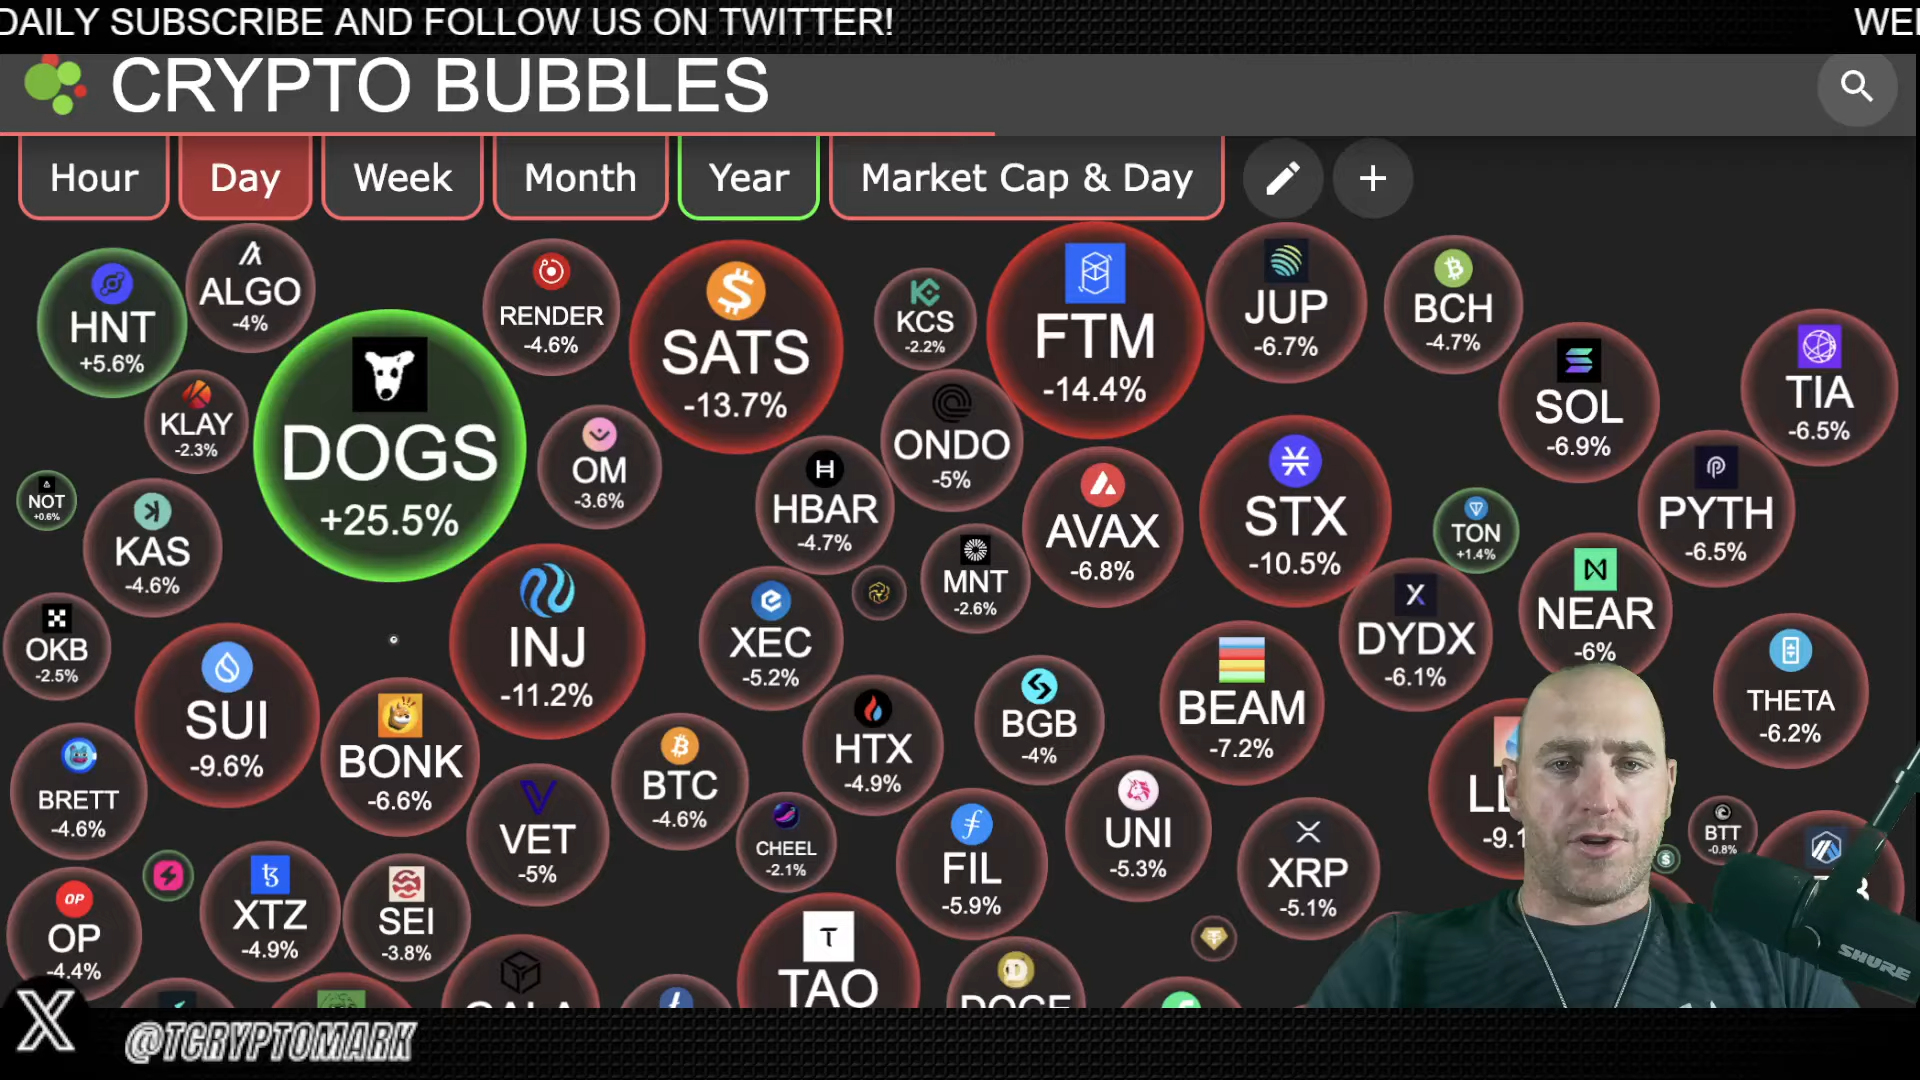 DAILY SUBSCRIBE AND FOLLOW US ON TWITTER!
CRYPTO BUBBLES
Hour
Day
Week
Month
Year
Market Cap & Day
HNT
+5.6%
ALGO
-4%
RENDER
-4.6%
SATS
-13.7%
KCS
-2.2%
FTM
-14.4%
JUP
-6.7%
BCH
-4.7%
SOL
-6.9%
TIA
-6.5%
KLAY
-2.3%
DOGS
+25.5%
OM
-3.6%
ONDO
-5%
HBAR
-4.7%
AVAX
-6.8%
STX
-10.5%
TON
+1.4%
PYTH
-6.5%
NOT
+0.6%
KAS
-4.6%
MNT
-2.6%
OKB
-2.5%
SUI
-9.6%
INJ
-11.2%
XEC
-5.2%
DYDX
-6.1%
NEAR
-6%
BEAM
-7.2%
THETA
-6.2%
BRETT
-4.6%
BONK
-6.6%
BTC
-4.6%
HTX
-4.9%
BGB
-4%
VET
-5%
CHEEL
-2.1%
FIL
-5.9%
UNI
-5.3%
XRP
-5.1%
BTT
-0.8%
OP
OP
-4.4%
XTZ
-4.9%
SEI
-3.8%
TAO
DOGE
@TCRYPTOMARK
SHURE